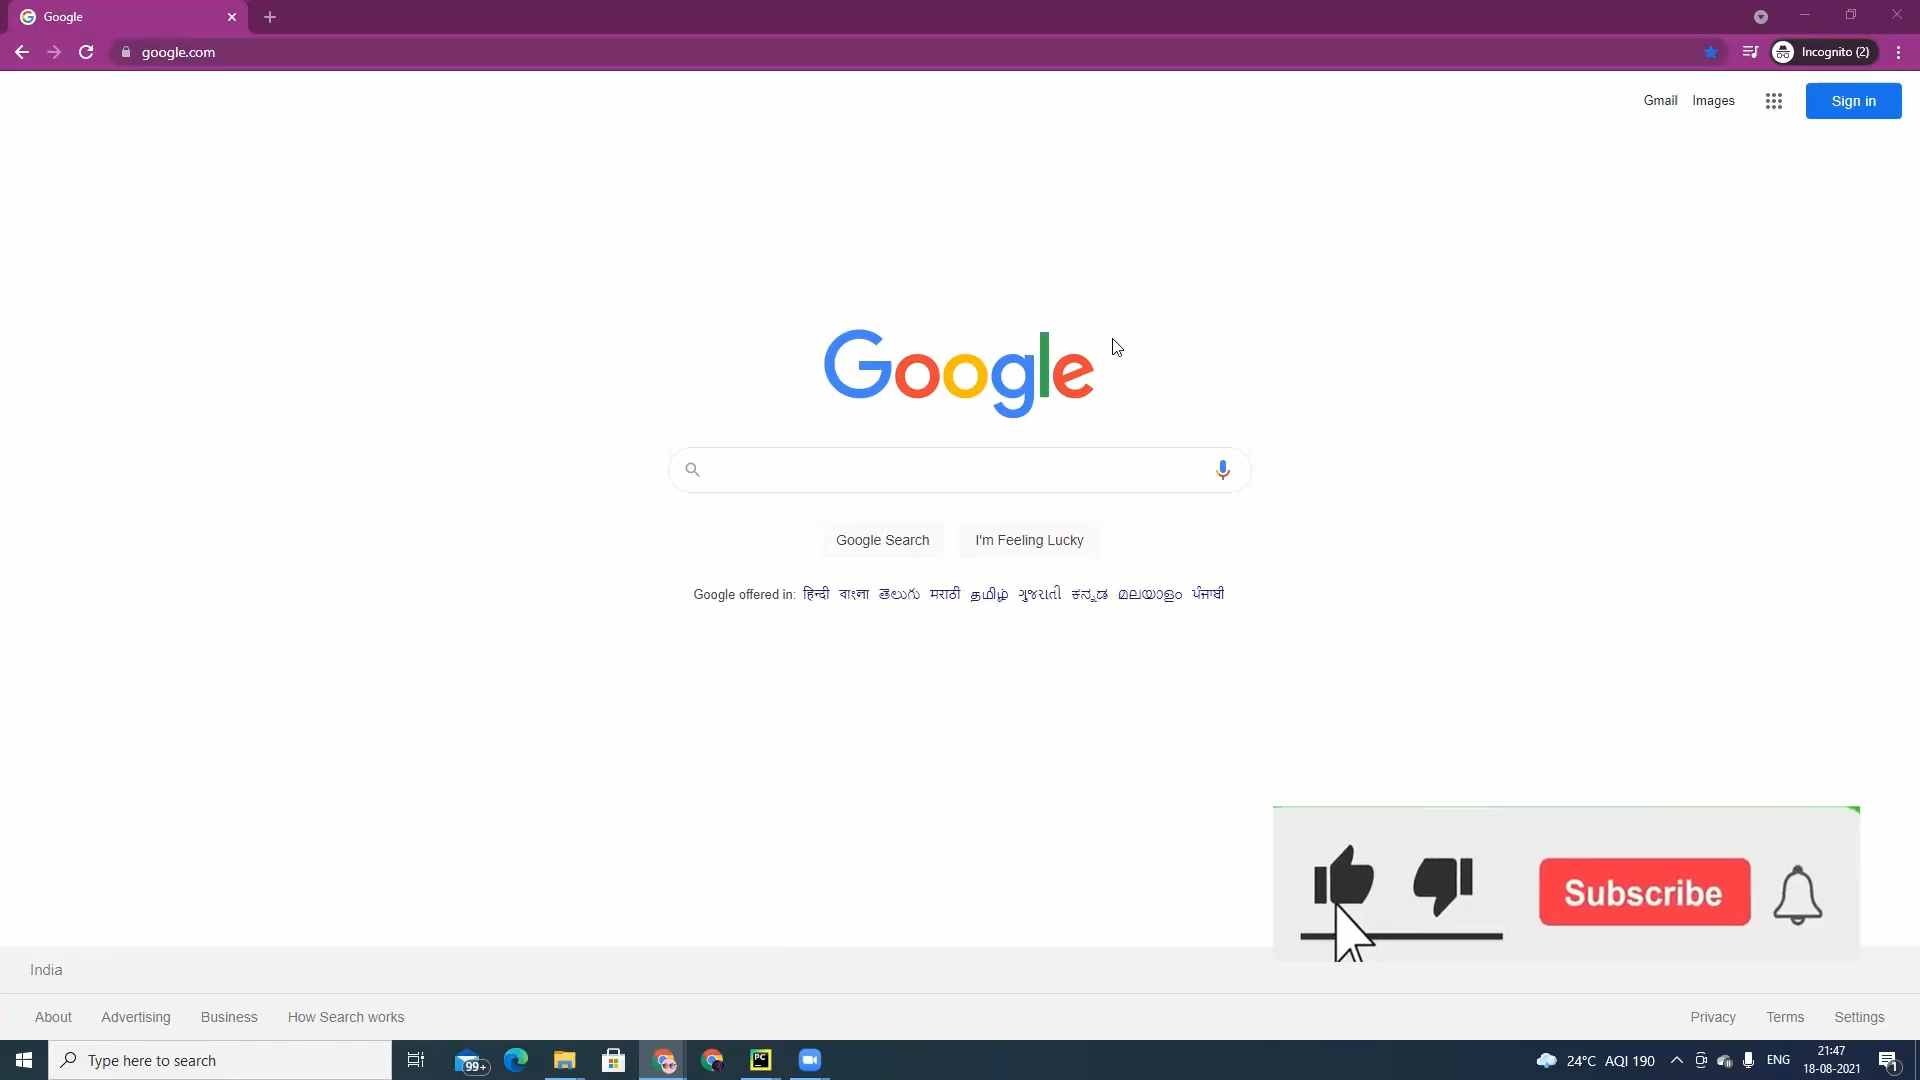 Google
google.com
Incognito (2)
Gmail Images Sign in
Google
Google Search I'm Feeling Lucky
Google offered in: हिन्दी বাংলা తెలుగు मराठी தமிழ் ગુજરાતી ಕನ್ನಡ മലയാളം ਪੰਜਾਬੀ
Subscribe
India
About Advertising Business How Search works Privacy Terms Settings
Type here to search 99+ PC 24°C AQI 190 ENG 21:47
18-08-2021 1